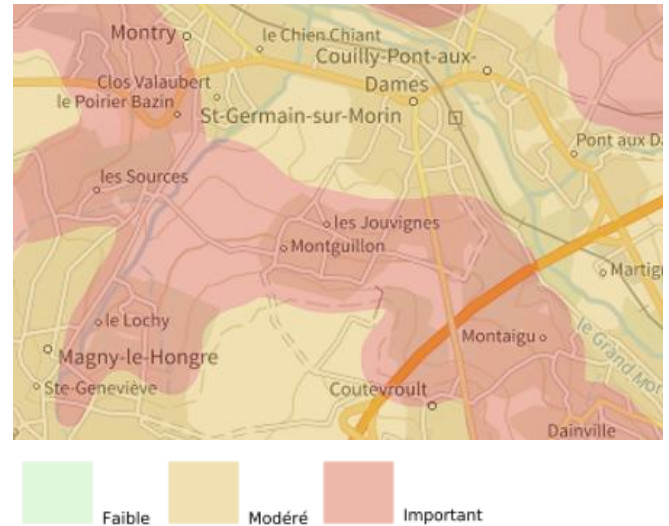 Montry
le Chien Chiant
Couilly-Pont-aux-
Dames
Clos Valaubert
le Poirier Bazin
St-Germain-sur-Morin
Pont aux Da
les Sources
les Jouvignes
Montguillon
Martig
le Lochy
Montaigu
le Grand Mor
Magny-le-Hongre
Ste-Geneviève
Coutevroult
Dainville
Faible
Modéré
Important